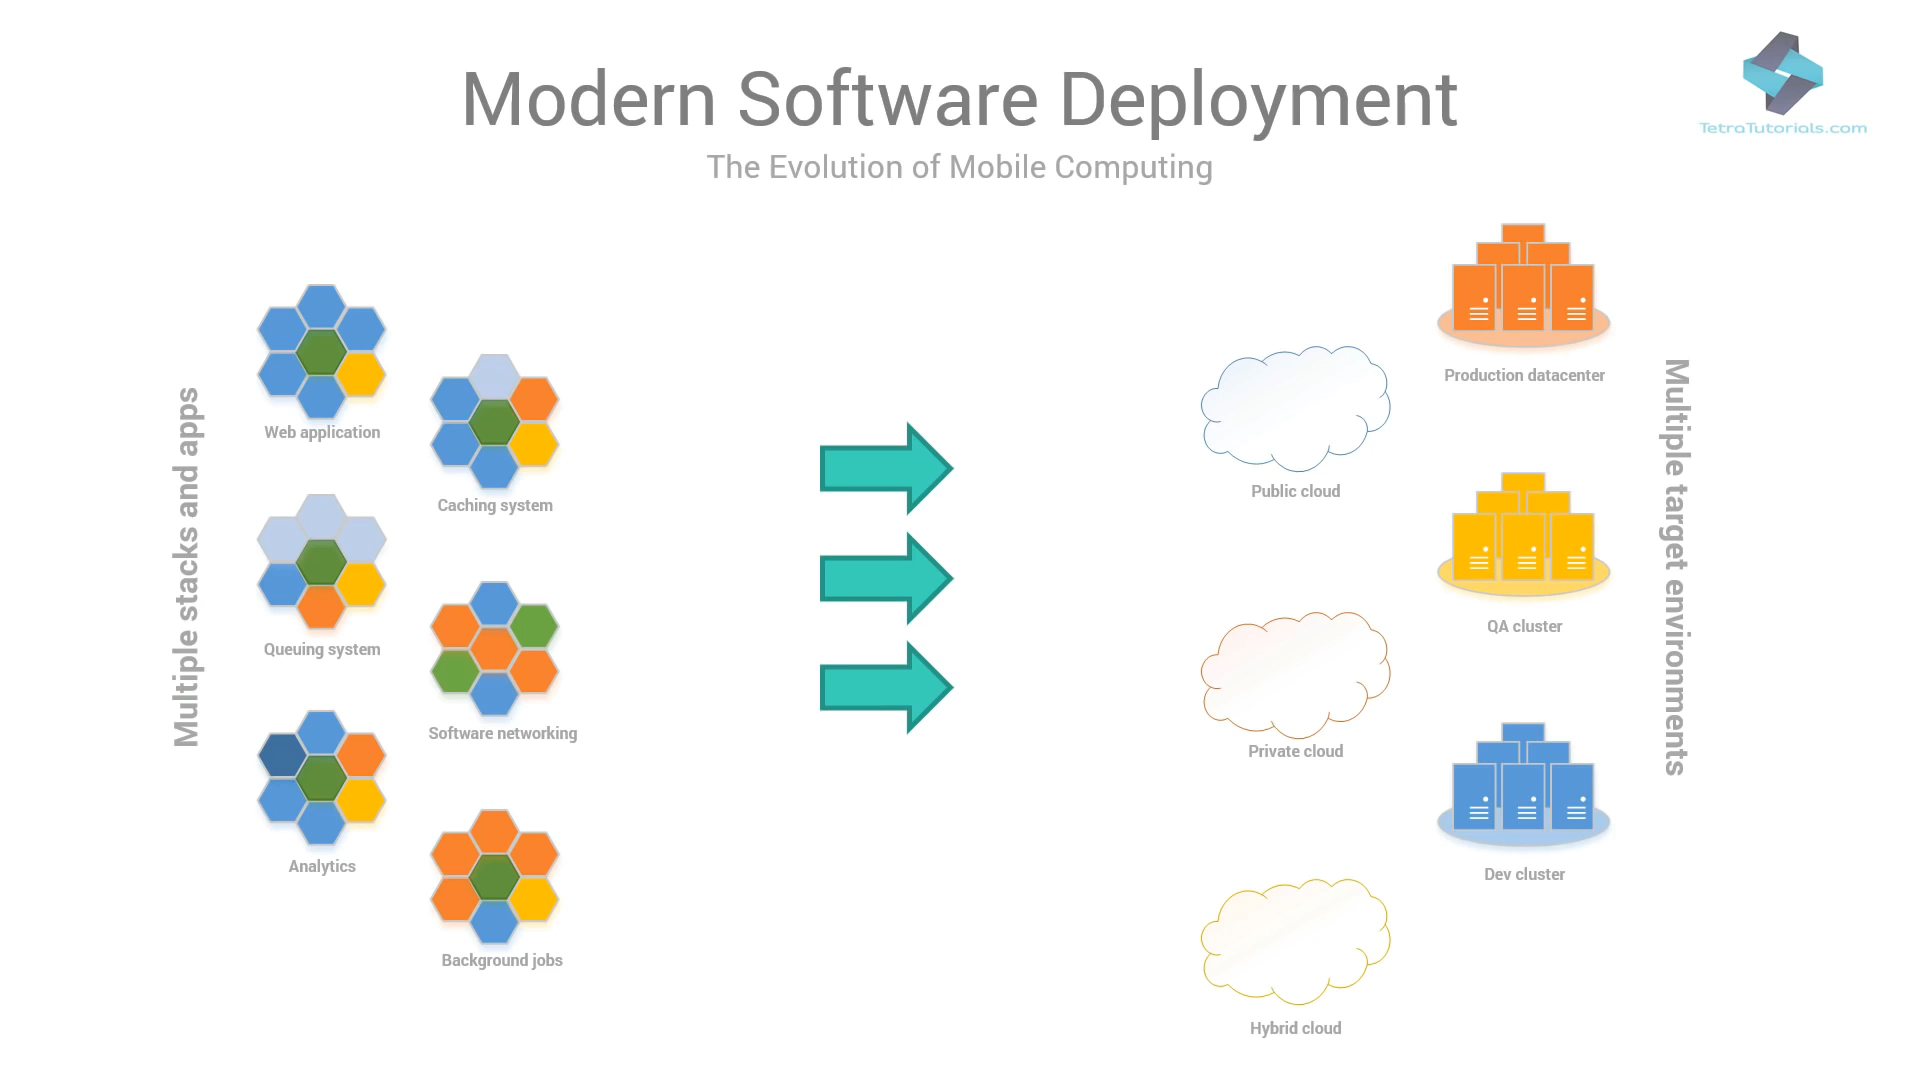 Modern Software Deployment
The Evolution of Mobile Computing
TetraTutorials.com
Multiple stacks and apps
Web application
Caching system
Queuing system
Software networking
Analytics
Background jobs
Public cloud
Private cloud
Hybrid cloud
Production datacenter
QA cluster
Dev cluster
Multiple target environments